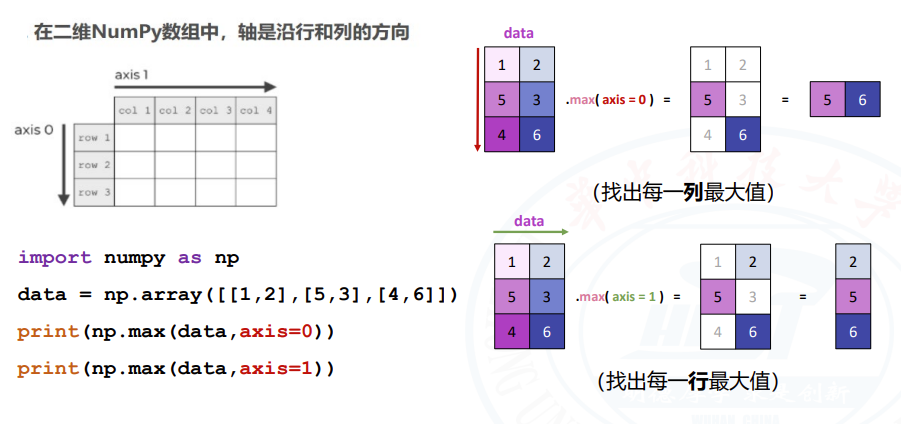 在二维NumPy数组中，轴是沿行和列的方向
axis 1
col 1 col 2 col 3 col 4
axis 0
row 1
row 2
row 3
import numpy as np
data = np.array([[1,2],[5,3],[4,6]])
print(np.max(data,axis=0))
print(np.max(data,axis=1))
data
1 2 1 2
5 3 .max( axis = 0 ) = 5 3 = 5 6
4 6 4 6
（找出每一列最大值）
data
1 2 1 2 2
5 3 .max( axis = 1 ) = 5 3 = 5
4 6 4 6 6
（找出每一行最大值）